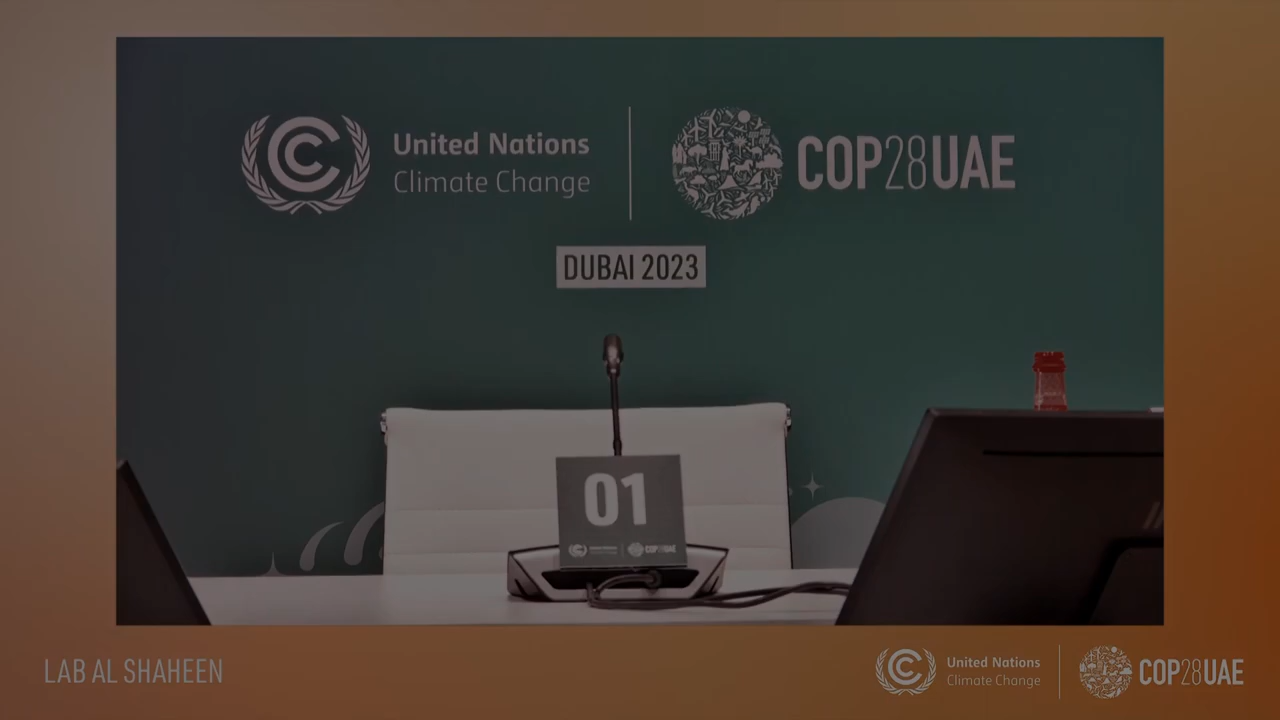 United Nations
Climate Change
COP28UAE
DUBAI 2023
01
LAB AL SHAHEEN
United Nations
Climate Change
COP28UAE